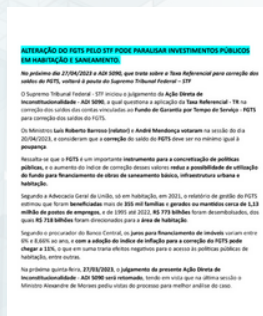 ALTERAÇÃO DO FGTS PELO STF PODE PARALISAR INVESTIMENTOS PÚBLICOS
EM HABITAÇÃO E SANEAMENTO.
No próximo dia 27/04/2023 a ADI 5090, que trata sobre a Taxa Referencial para correção dos
saldos do FGTS, voltará à pauta do Supremo Tribunal Federal – STF
O Supremo Tribunal Federal - STF iniciou o julgamento da Ação Direta de
Inconstitucionalidade - ADI 5090, a qual questiona a aplicação da Taxa Referencial - TR na
correção dos saldos das contas vinculadas ao Fundo de Garantia por Tempo de Serviço - FGTS
para correção dos saldos do FGTS.
Os Ministros Luís Roberto Barroso (relator) e André Mendonça votaram na sessão do dia
20/04/2023, e consideram que a correção do saldo do FGTS deve ser no mínimo igual à
poupança.
Ressalta-se que o FGTS é um importante instrumento para a concretização de políticas
públicas, e o aumento do índice de correção desses valores reduz a possibilidade de utilização
do fundo para financiamento de obras de saneamento básico, infraestrutura urbana e
habitação.
Segundo a Advocacia Geral da União, só em habitação, em 2021, o relatório de gestão do FGTS
estimou que foram beneficiadas mais de 355 mil famílias e gerados ou mantidos cerca de 1,13
milhão de postos de empregos, e de 1995 até 2022, R$ 773 bilhões foram desembolsados, dos
quais R$ 718 bilhões foram direcionados para a área de habitação.
Segundo o procurador do Banco Central, os juros para financiamento de imóveis variam entre
6% e 8,66% ao ano, e com a adoção do índice de inflação para a correção do FGTS pode
chegar a 11%, o que em suma traria efeitos negativos para o acesso às políticas públicas de
habitação, entre outras.
Na próxima quinta-feira, 27/03/2023, o julgamento da presente Ação Direta de
Inconstitucionalidade - ADI 5090 será retomado, tendo em vista que na última sessão o
Ministro Alexandre de Moraes pediu vistas do processo para melhor análise do caso.